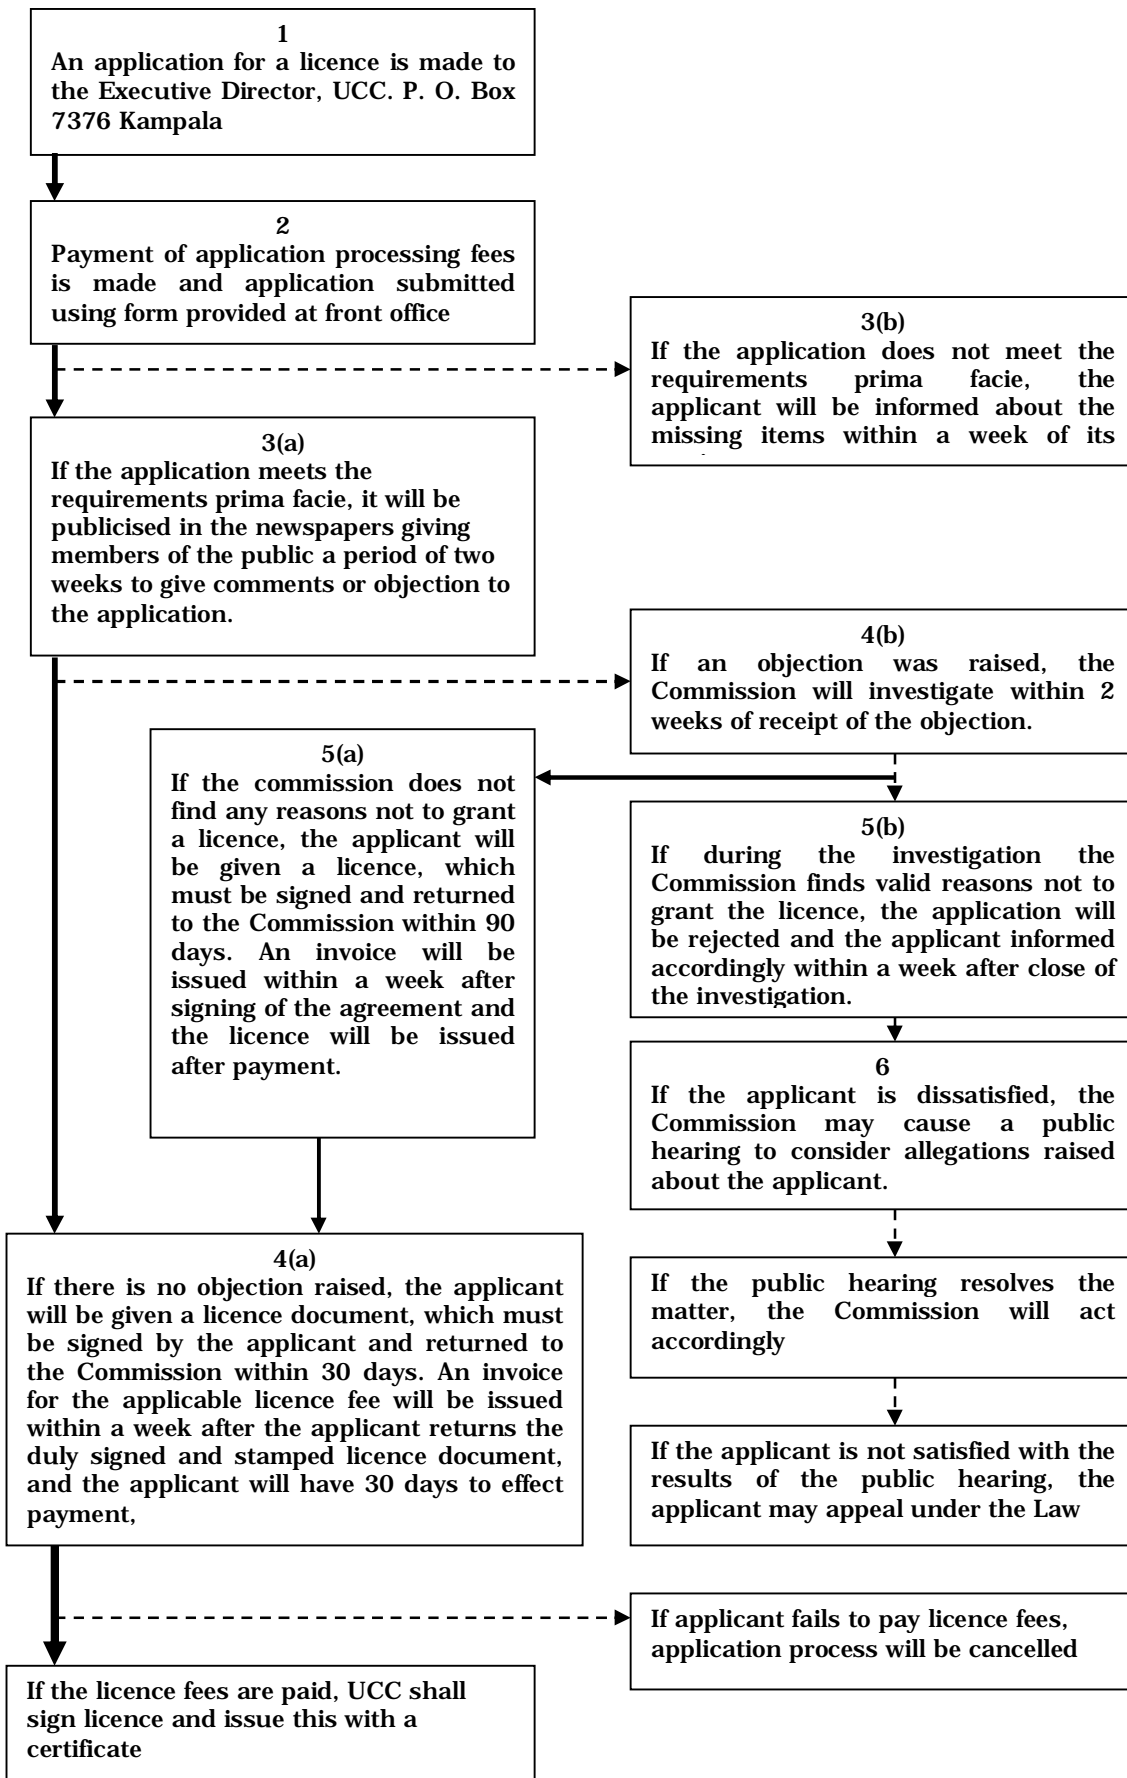 1
An application for a licence is made to
the Executive Director, UCC. P. O. Box
7376 Kampala
2
Payment of application processing fees
is made and application submitted
using form provided at front office
3(b)
If the application does not meet the
requirements prima facie, the
applicant will be informed about the
missing items within a week of its
3(a)
If the application meets the
requirements prima facie, it will be
publicised in the newspapers giving
members of the public a period of two
weeks to give comments or objection to
the application.
4(b)
If an objection was raised, the
Commission will investigate within 2
weeks of receipt of the objection.
5(a)
If the commission does not
find any reasons not to grant
a licence, the applicant will
be given a licence, which
must be signed and returned
to the Commission within 90
days. An invoice will be
issued within a week after
signing of the agreement and
the licence will be issued
after payment.
5(b)
If during the investigation the
Commission finds valid reasons not to
grant the licence, the application will
be rejected and the applicant informed
accordingly within a week after close of
the investigation.
6
If the applicant is dissatisfied, the
Commission may cause a public
hearing to consider allegations raised
about the applicant.
4(a)
If there is no objection raised, the applicant
will be given a licence document, which must
be signed by the applicant and returned to
the Commission within 30 days. An invoice
for the applicable licence fee will be issued
within a week after the applicant returns the
duly signed and stamped licence document,
and the applicant will have 30 days to effect
payment,
If the public hearing resolves the
matter, the Commission will act
accordingly
If the applicant is not satisfied with the
results of the public hearing, the
applicant may appeal under the Law
If applicant fails to pay licence fees,
application process will be cancelled
If the licence fees are paid, UCC shall
sign licence and issue this with a
certificate